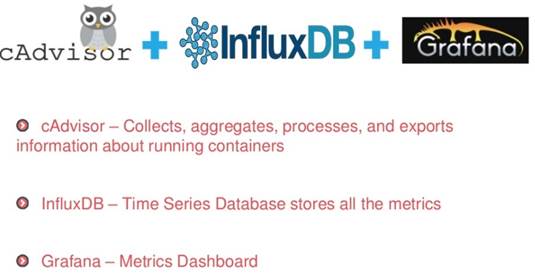 cAdvisor + InfluxDB + Grafana
cAdvisor – Collects, aggregates, processes, and exports
information about running containers
InfluxDB – Time Series Database stores all the metrics
Grafana – Metrics Dashboard